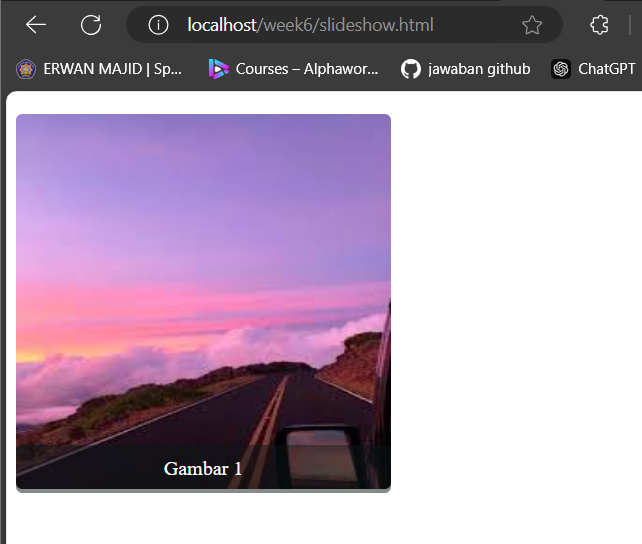 localhost/week6/slideshow.html
ERWAN MAJID | Sp... Courses – Alphawor... jawaban github ChatGPT
Gambar 1